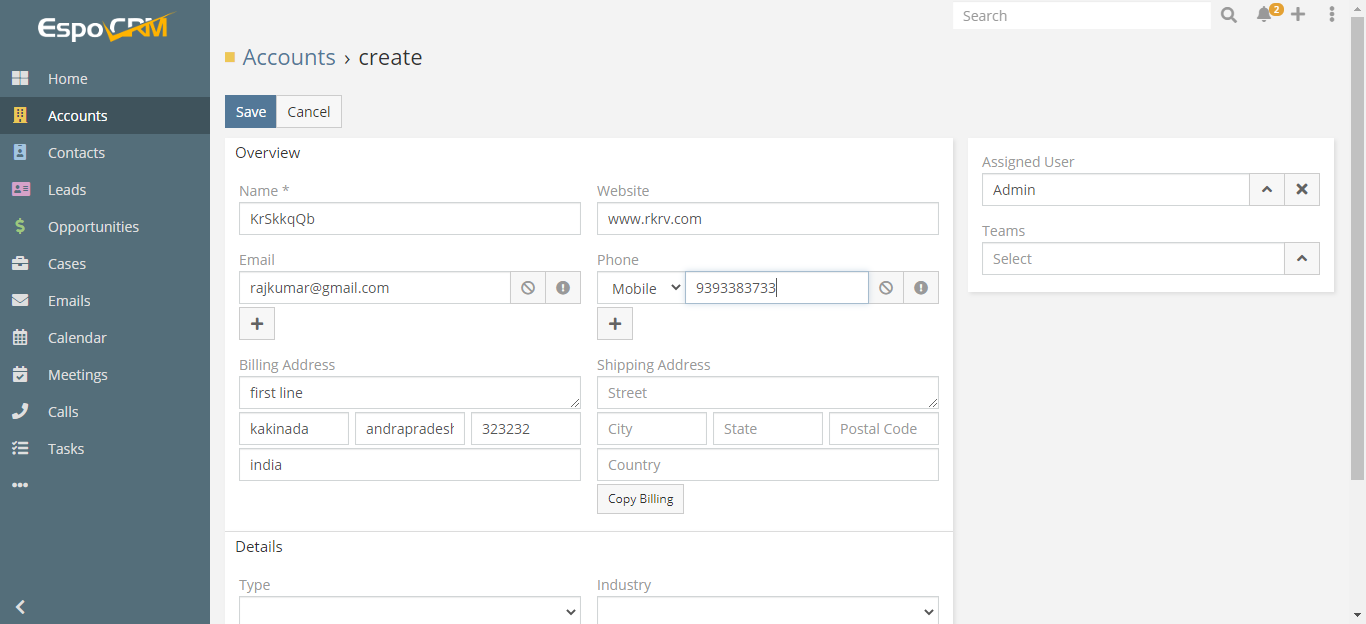 EspoCRM
Search
2
Home
Accounts
Contacts
Leads
Opportunities
Cases
Emails
Calendar
Meetings
Calls
Tasks
Accounts › create
Save Cancel
Overview
Name * Website
KrSkkqQb www.rkrv.com
Email Phone
rajkumar@gmail.com Mobile 9393383733
Billing Address Shipping Address
first line Street
kakinada andrapradesh 323232 City State Postal Code
india Country
Copy Billing
Details
Type Industry
Assigned User
Admin
Teams
Select